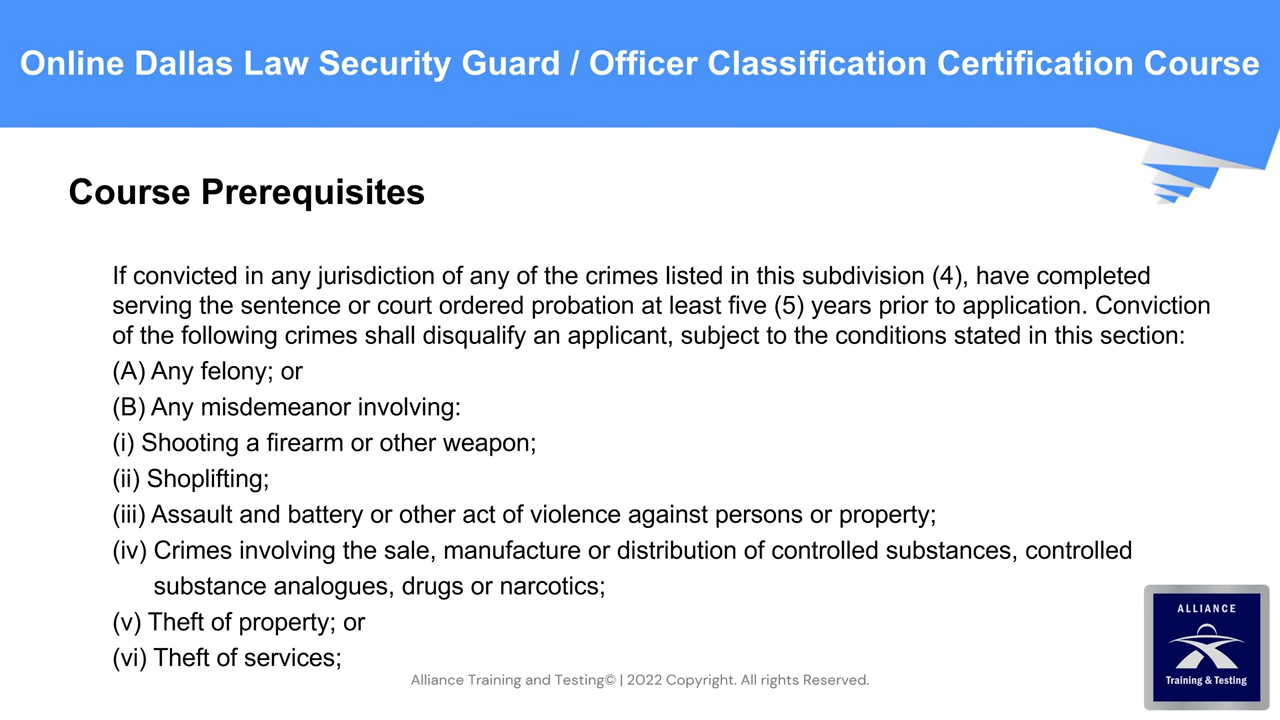 Online Dallas Law Security Guard / Officer Classification Certification Course
Course Prerequisites
If convicted in any jurisdiction of any of the crimes listed in this subdivision (4), have completed
serving the sentence or court ordered probation at least five (5) years prior to application. Conviction
of the following crimes shall disqualify an applicant, subject to the conditions stated in this section:
(A) Any felony; or
(B) Any misdemeanor involving:
(i) Shooting a firearm or other weapon;
(ii) Shoplifting;
(iii) Assault and battery or other act of violence against persons or property;
(iv) Crimes involving the sale, manufacture or distribution of controlled substances, controlled
substance analogues, drugs or narcotics;
(v) Theft of property; or
(vi) Theft of services;
Alliance Training and Testing© | 2022 Copyright. All rights Reserved.
ALLIANCE
Training & Testing